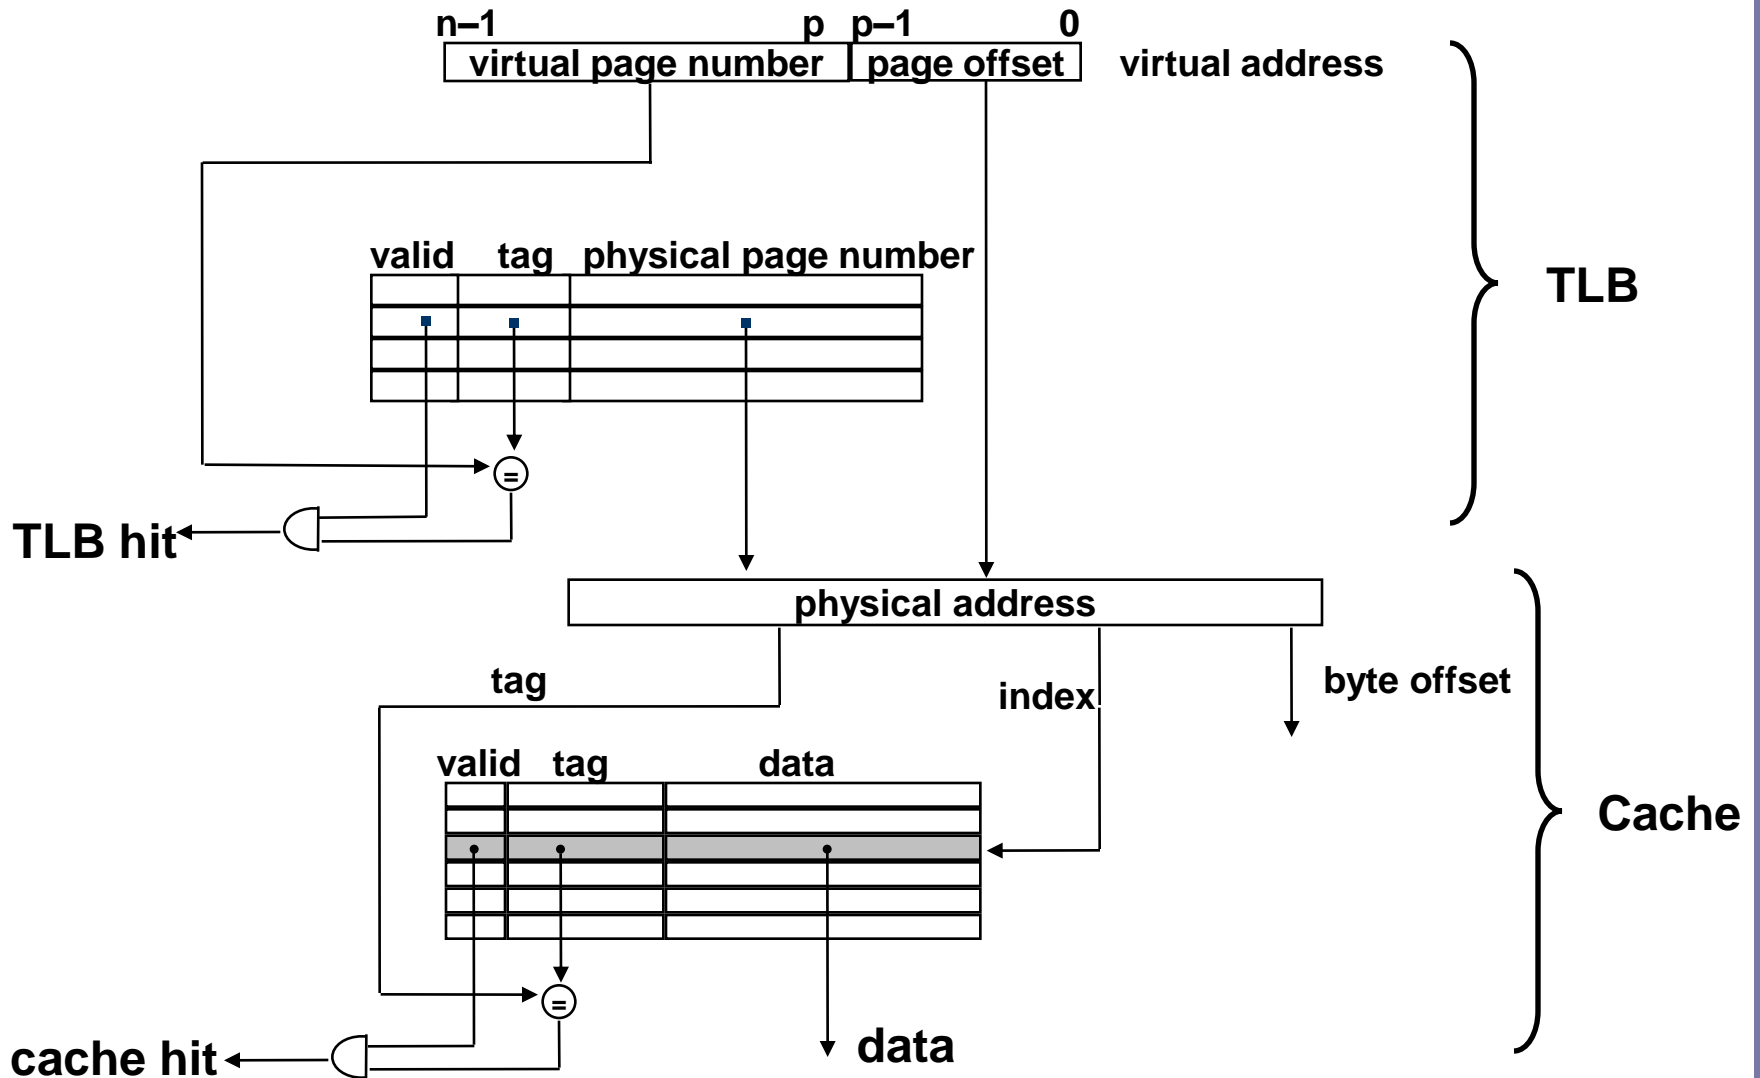 n–1 p p–1 0
virtual page number page offset virtual address
valid tag physical page number
TLB
=
TLB hit
physical address
tag index byte offset
valid tag data
Cache
=
cache hit data